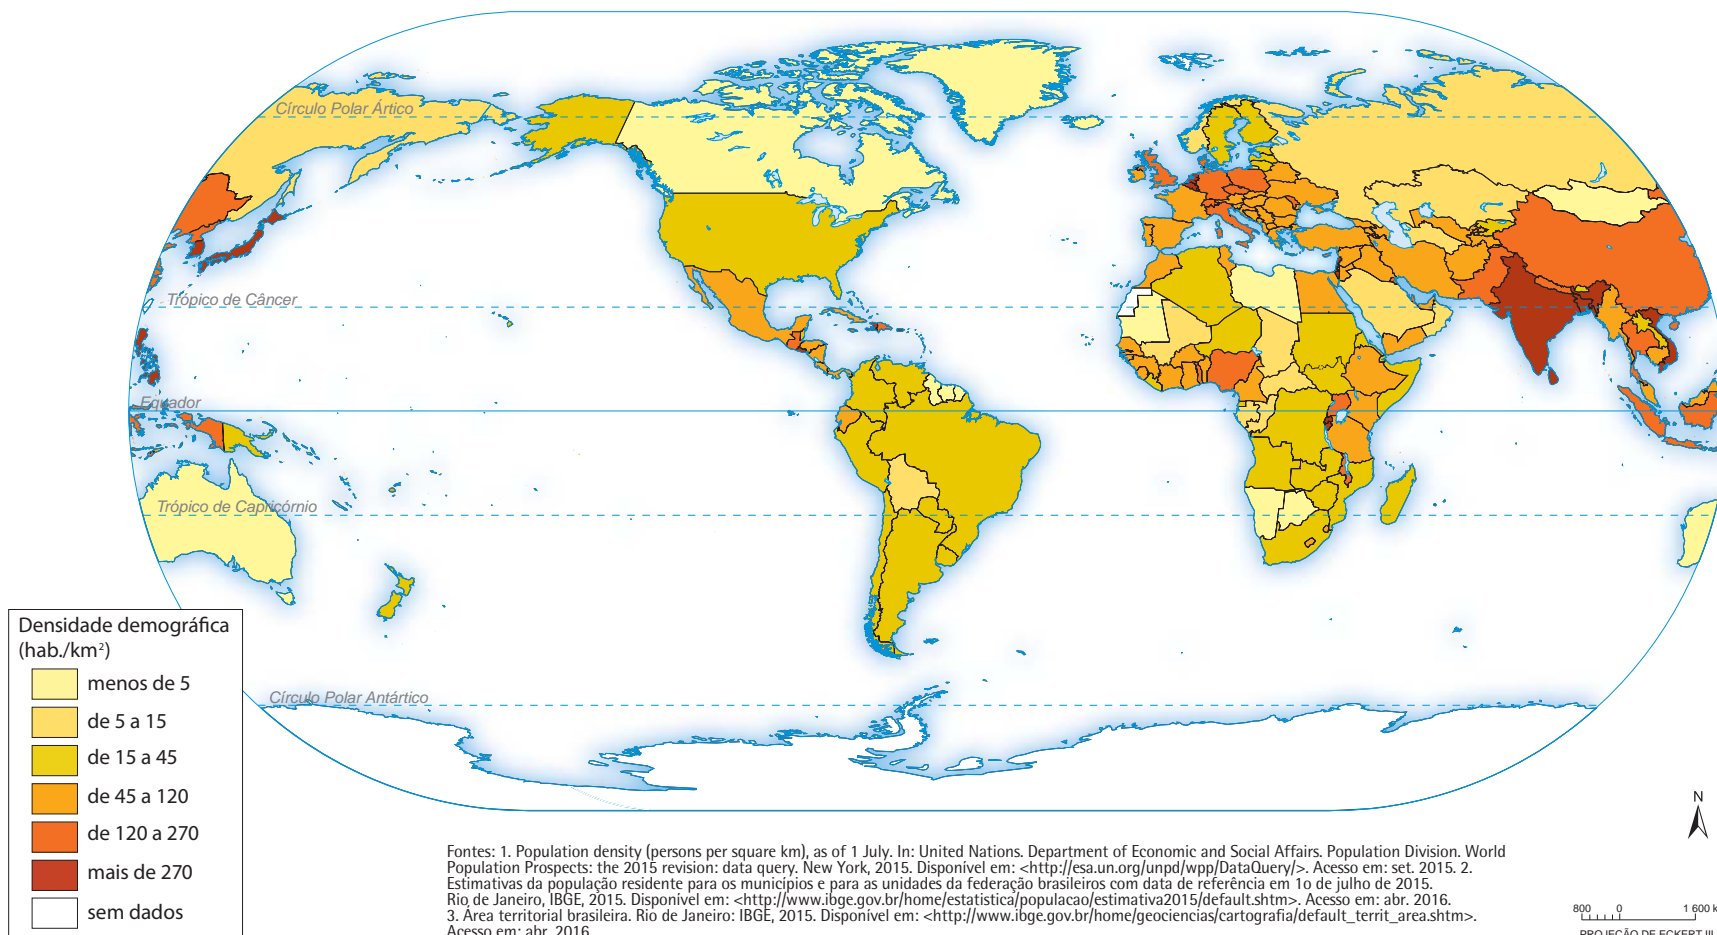 Círculo Polar Ártico
Trópico de Câncer
Equador
Trópico de Capricórnio
Círculo Polar Antártico
Densidade demográfica
(hab./km²)
menos de 5
de 5 a 15
de 15 a 45
de 45 a 120
de 120 a 270
mais de 270
sem dados
N
Fontes: 1. Population density (persons per square km), as of 1 July. In: United Nations. Department of Economic and Social Affairs. Population Division. World
Population Prospects: the 2015 revision: data query. New York, 2015. Disponível em: <http://esa.un.org/unpd/wpp/DataQuery/>. Acesso em: set. 2015. 2.
Estimativas da população residente para os municípios e para as unidades da federação brasileiros com data de referência em 1o de julho de 2015.
Rio de Janeiro, IBGE, 2015. Disponível em: <http://www.ibge.gov.br/home/estatistica/populacao/estimativa2015/default.shtm>. Acesso em: abr. 2016.
3. Área territorial brasileira. Rio de Janeiro: IBGE, 2015. Disponível em: <http://www.ibge.gov.br/home/geociencias/cartografia/default_territ_area.shtm>.
Acesso em: abr. 2016.
800 0 1 600 k
PROJEÇÃO DE ECKERT III